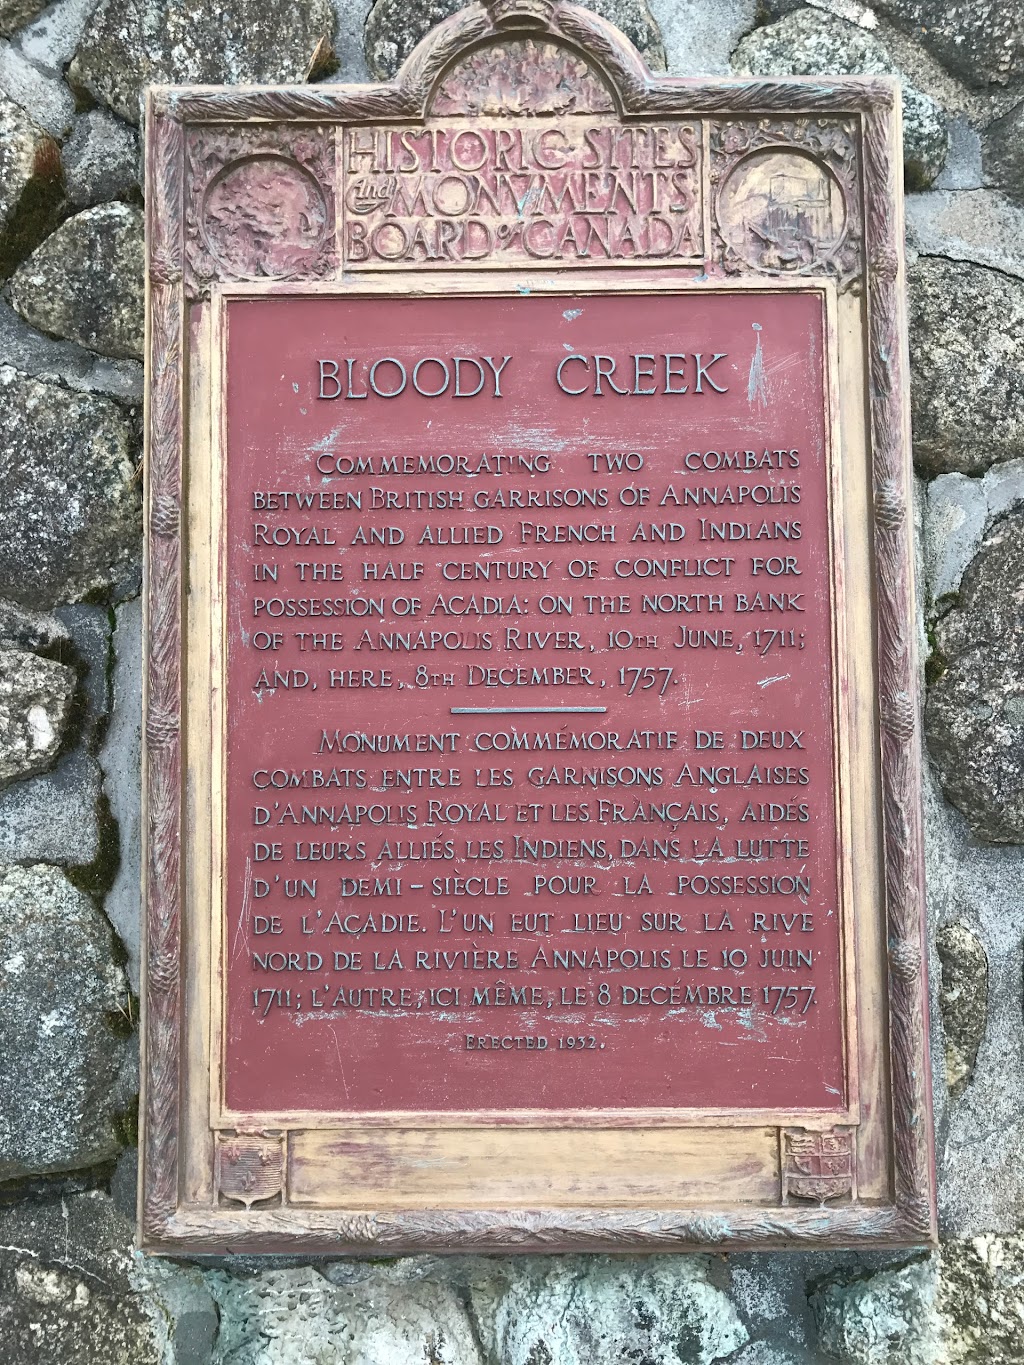 HISTORIC SITES
and MONVMENTS
BOARD of CANADA
BLOODY CREEK
COMMEMORATING TWO COMBATS
BETWEEN BRITISH GARRISONS OF ANNAPOLIS
ROYAL AND ALLIED FRENCH AND INDIANS
IN THE HALF CENTURY OF CONFLICT FOR
POSSESSION OF ACADIA: ON THE NORTH BANK
OF THE ANNAPOLIS RIVER, 10TH JUNE, 1711;
AND, HERE, 8TH DECEMBER, 1757.
MONUMENT COMMÉMORATIF DE DEUX
COMBATS ENTRE LES GARNISONS ANGLAISES
D'ANNAPOLIS ROYAL ET LES FRANÇAIS, AIDÉS
DE LEURS ALLIÉS LES INDIENS, DANS LA LUTTE
D'UN DEMI-SIÈCLE POUR LA POSSESSION
DE L'ACADIE. L'UN EUT LIEU SUR LA RIVE
NORD DE LA RIVIÈRE ANNAPOLIS LE 10 JUIN
1711; L'AUTRE, ICI MÊME, LE 8 DÉCEMBRE 1757.
ERECTED 1932.